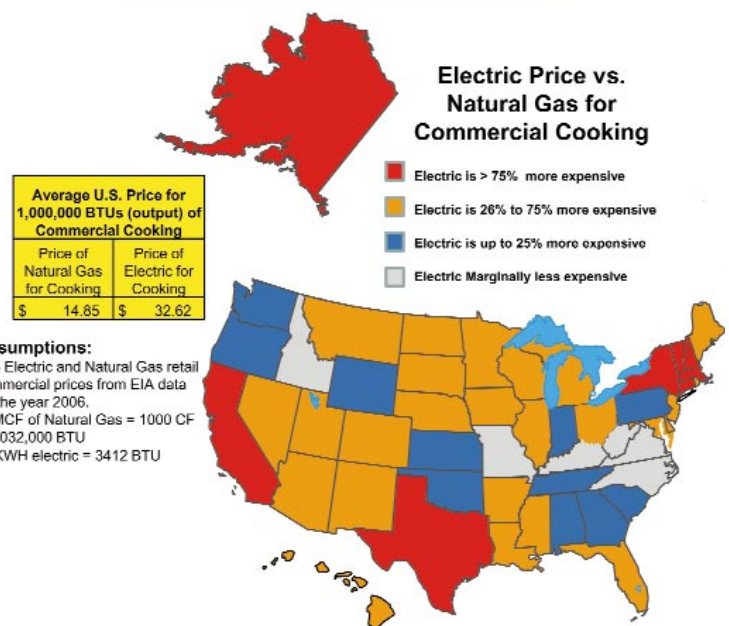 Electric Price vs.
Natural Gas for
Commercial Cooking
Electric is > 75% more expensive
Electric is 26% to 75% more expensive
Electric is up to 25% more expensive
Electric Marginally less expensive
Average U.S. Price for
1,000,000 BTUs (output) of
Commercial Cooking
Price of
Natural Gas
for Cooking
Price of
Electric for
Cooking
$ 14.85
$ 32.62
sumptions:
Electric and Natural Gas retail
mmercial prices from EIA data
the year 2006.
MCF of Natural Gas = 1000 CF
032,000 BTU
KWH electric = 3412 BTU